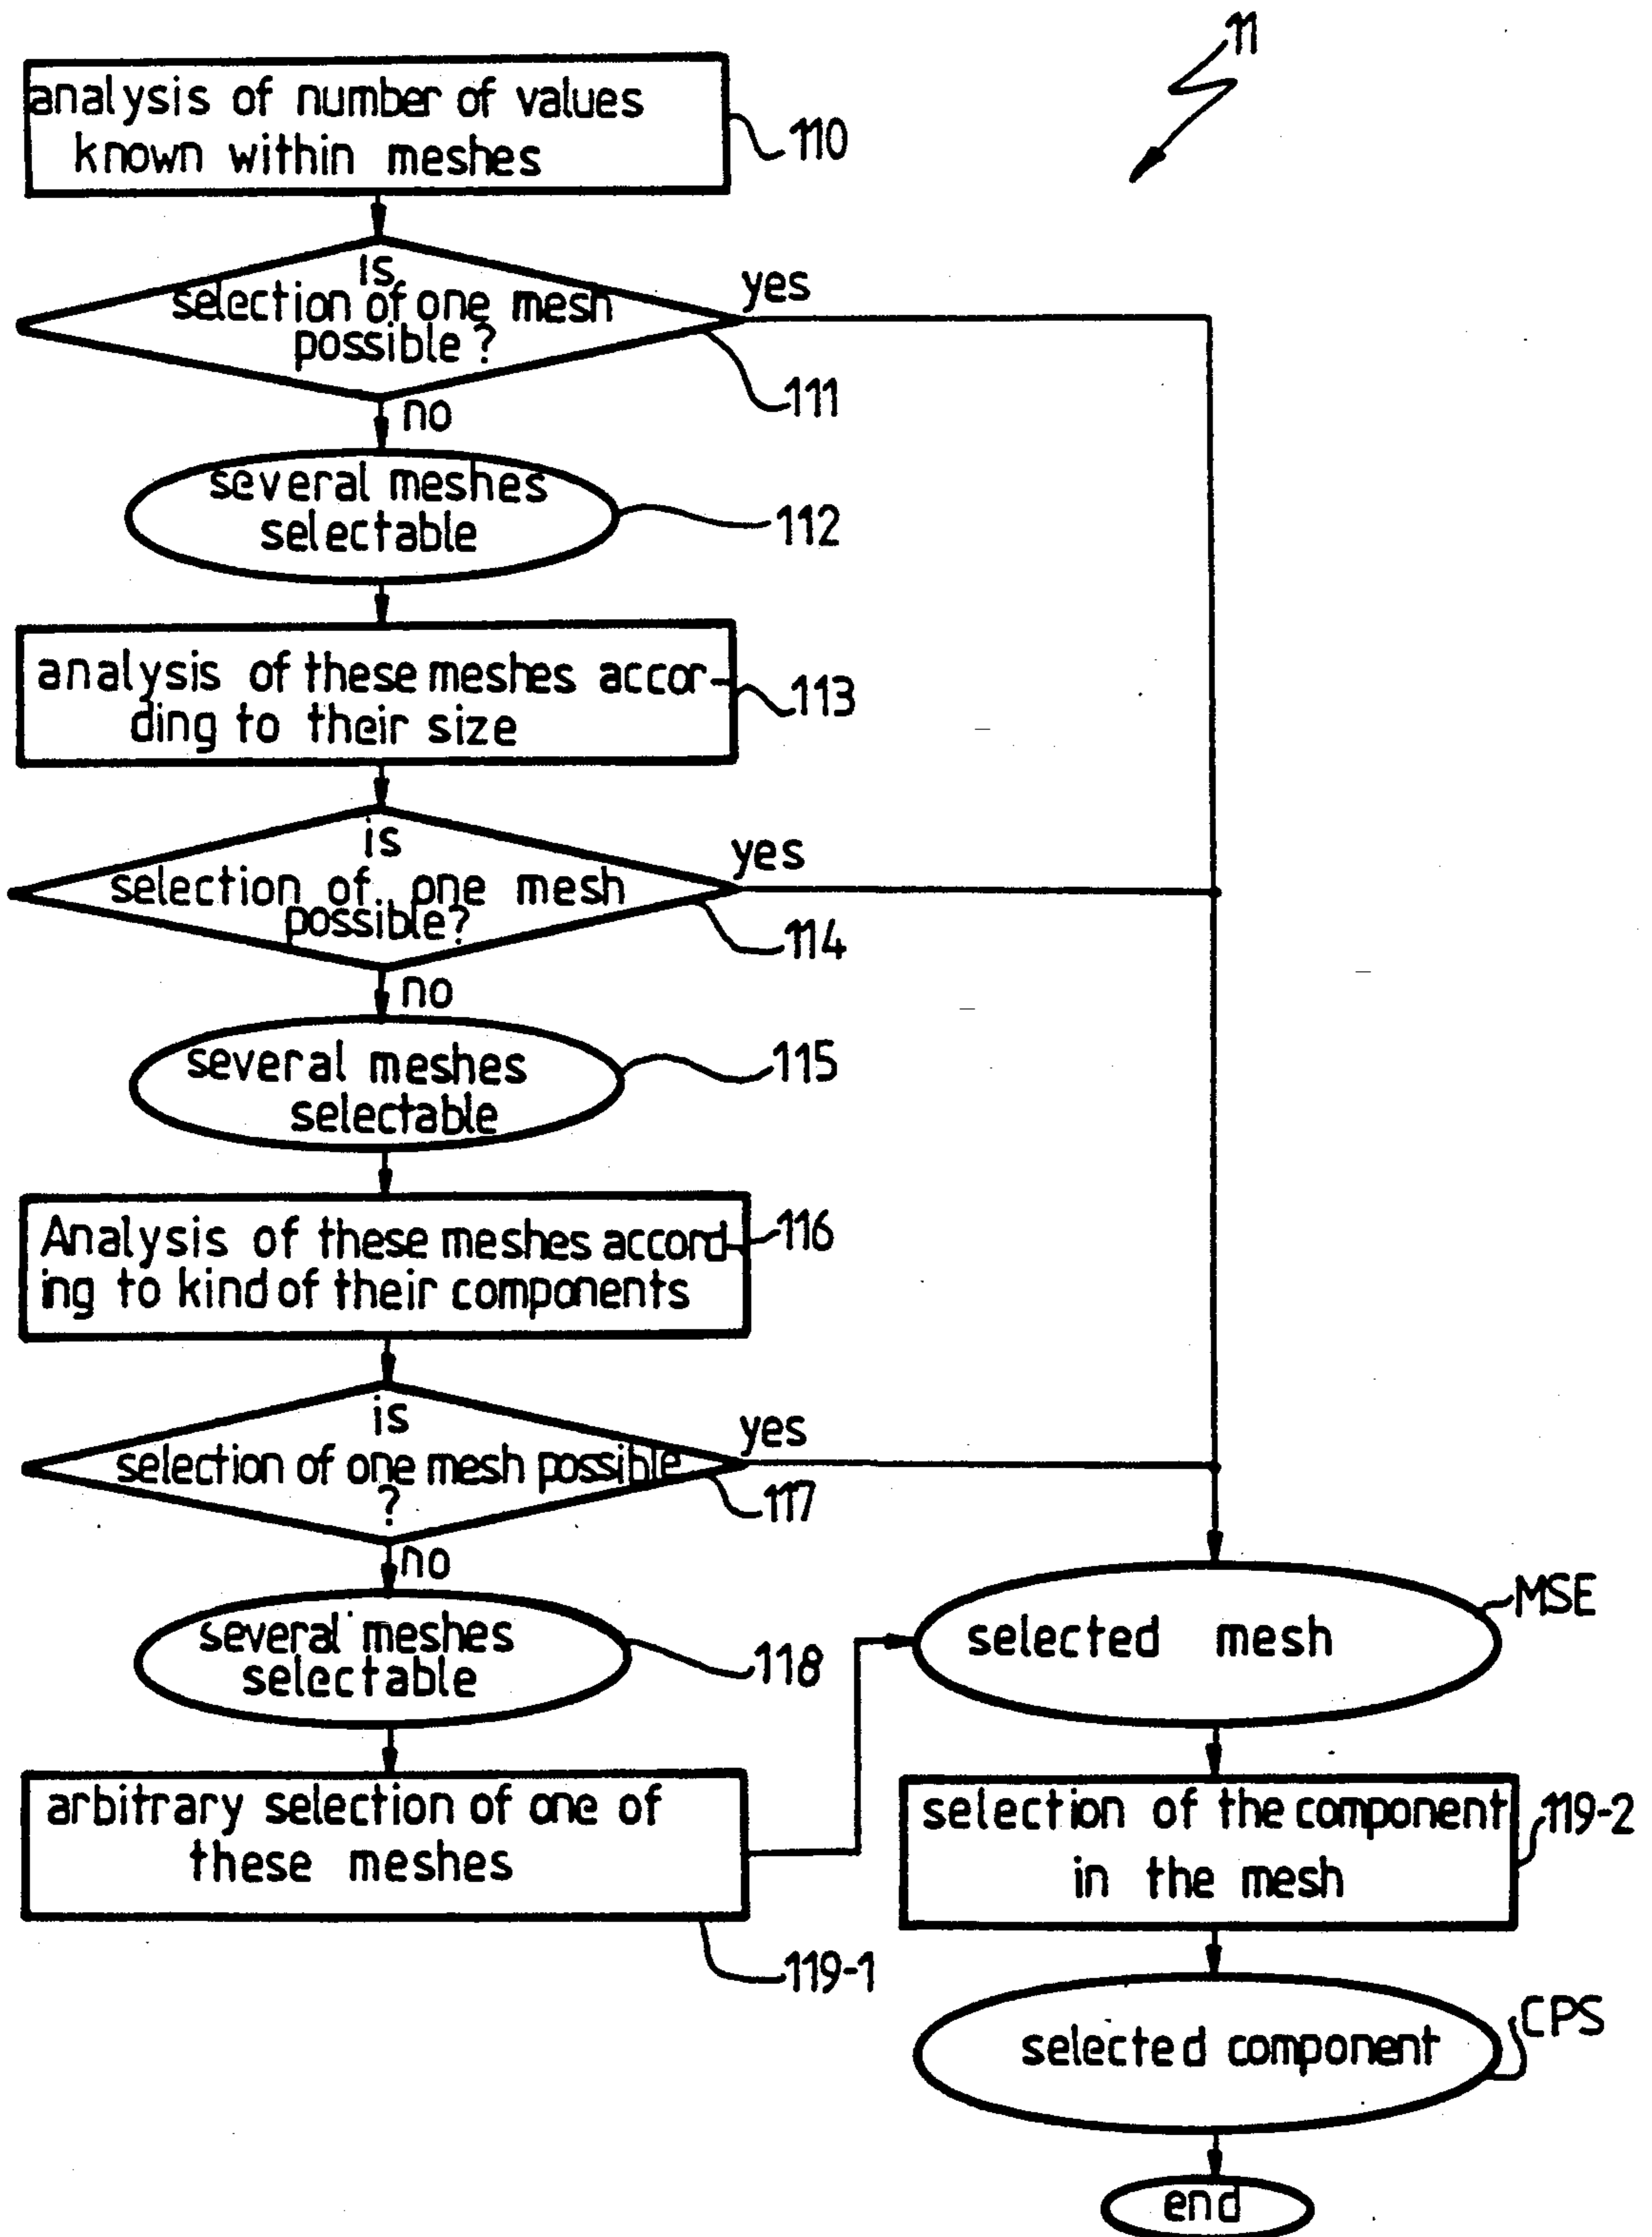 11
analysis of number of values
known within meshes
110
is
selection of one mesh
possible ?
yes
111
no
several meshes
selectable
112
analysis of these meshes accor-
ding to their size
113
is
selection of one mesh
possible?
yes
114
no
several meshes
selectable
115
Analysis of these meshes accord-
ing to kind of their components
116
is
selection of one mesh possible
?
yes
117
no
several meshes
selectable
118
selected mesh
MSE
arbitrary selection of one of
these meshes
119-1
selection of the component
in the mesh
119-2
selected component
CPS
end